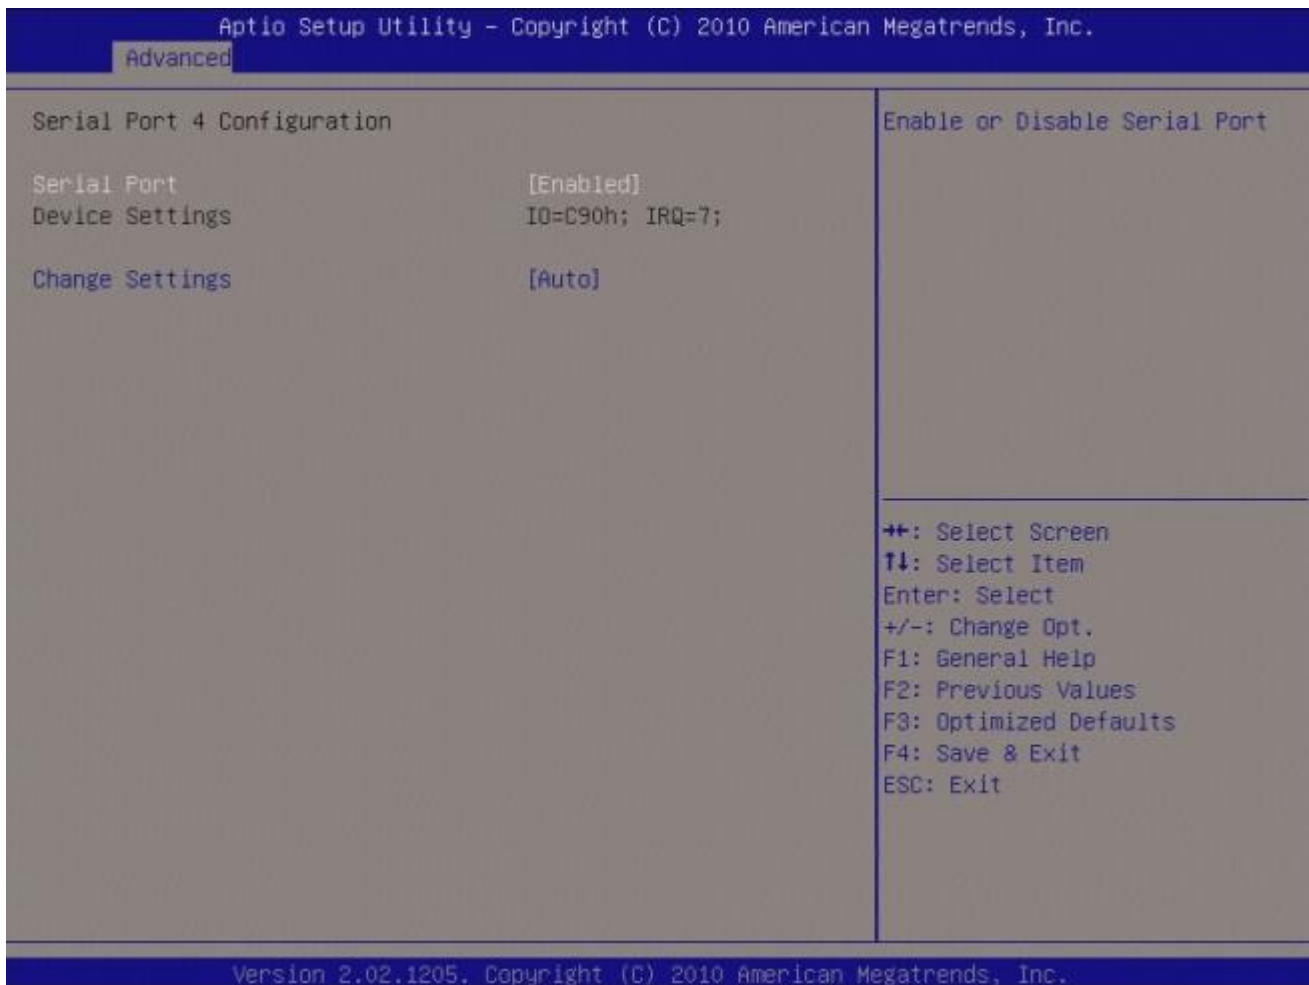 Aptio Setup Utility – Copyright (C) 2010 American Megatrends, Inc.
Advanced
Serial Port 4 Configuration
Serial Port [Enabled]
Device Settings IO=C90h; IRQ=7;
Change Settings [Auto]
Enable or Disable Serial Port
→←: Select Screen
↑↓: Select Item
Enter: Select
+/-: Change Opt.
F1: General Help
F2: Previous Values
F3: Optimized Defaults
F4: Save & Exit
ESC: Exit
Version 2.02.1205. Copyright (C) 2010 American Megatrends, Inc.